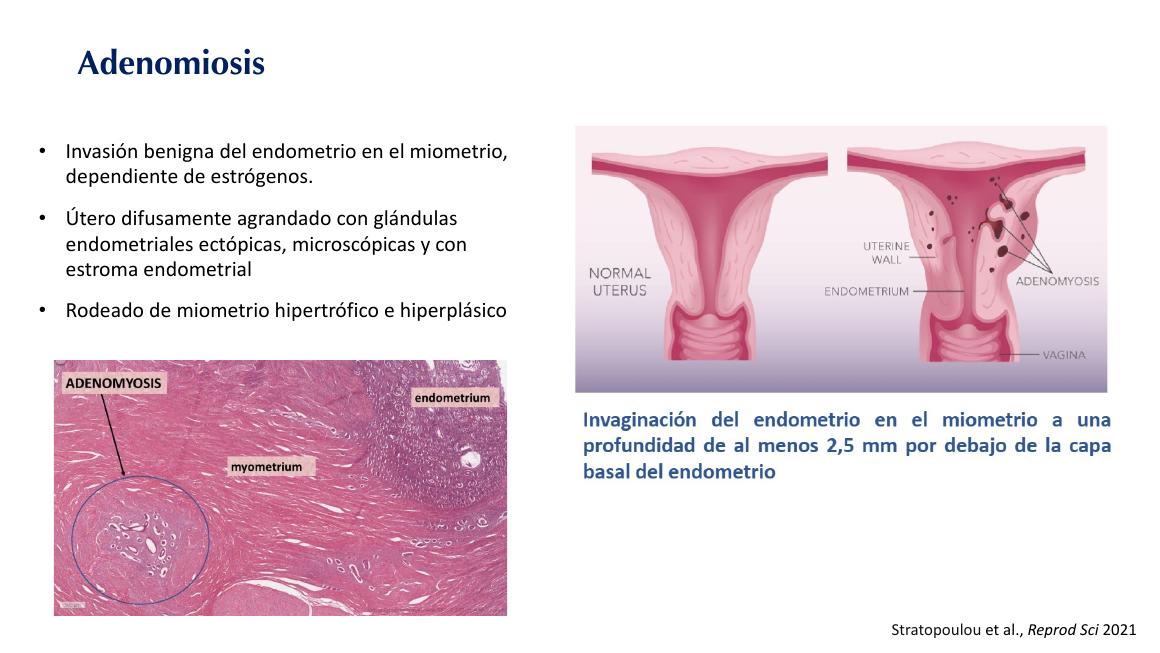 Adenomiosis
• Invasión benigna del endometrio en el miometrio,
dependiente de estrógenos.
• Útero difusamente agrandado con glándulas
endometriales ectópicas, microscópicas y con
estroma endometrial
• Rodeado de miometrio hipertrófico e hiperplásico
ADENOMYOSIS
endometrium
myometrium
NORMAL
UTERUS
UTERINE
WALL
ENDOMETRIUM
ADENOMYOSIS
VAGINA
Invaginación del endometrio en el miometrio a una
profundidad de al menos 2,5 mm por debajo de la capa
basal del endometrio
Stratopoulou et al., Reprod Sci 2021